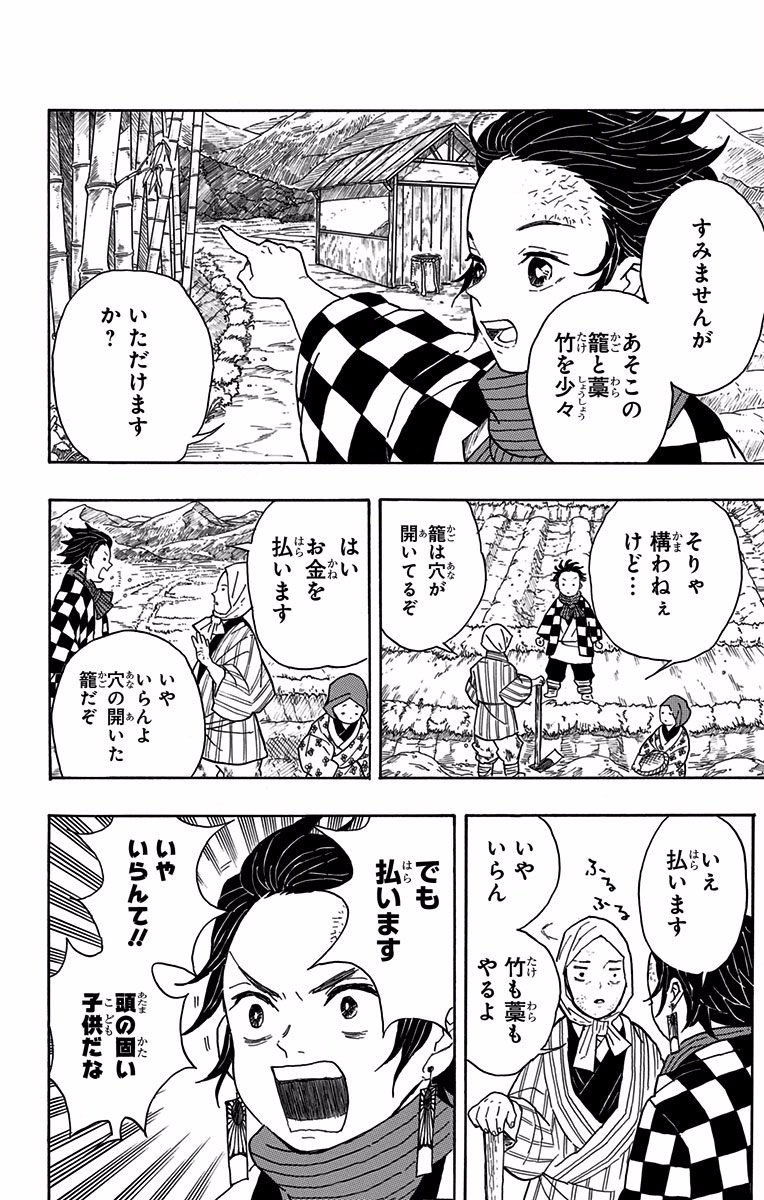 すみませんが
あそこの
籠と藁
竹を少々
いただけます
か?
そりゃ
構わねぇ
けど…
籠は穴が
開いてるぞ
はい
お金を
払います
いや
いらんよ
穴の開いた
籠だぞ
いえ
払います
ふるふる
いや
いらん
竹も藁も
やるよ
でも
払います
いや
いらんて!!
頭の固い
子供だな